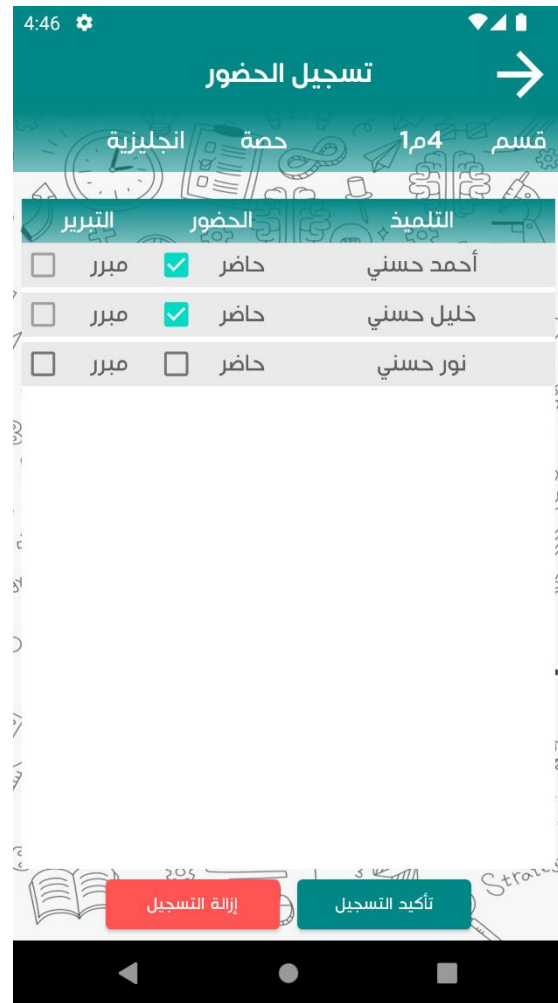 4:46
تسجيل الحضور
قسم 4م1 حصة انجليزية
التلميذ الحضور التبرير
أحمد حسني حاضر مبرر
خليل حسني حاضر مبرر
نور حسني حاضر مبرر
تأكيد التسجيل إزالة التسجيل